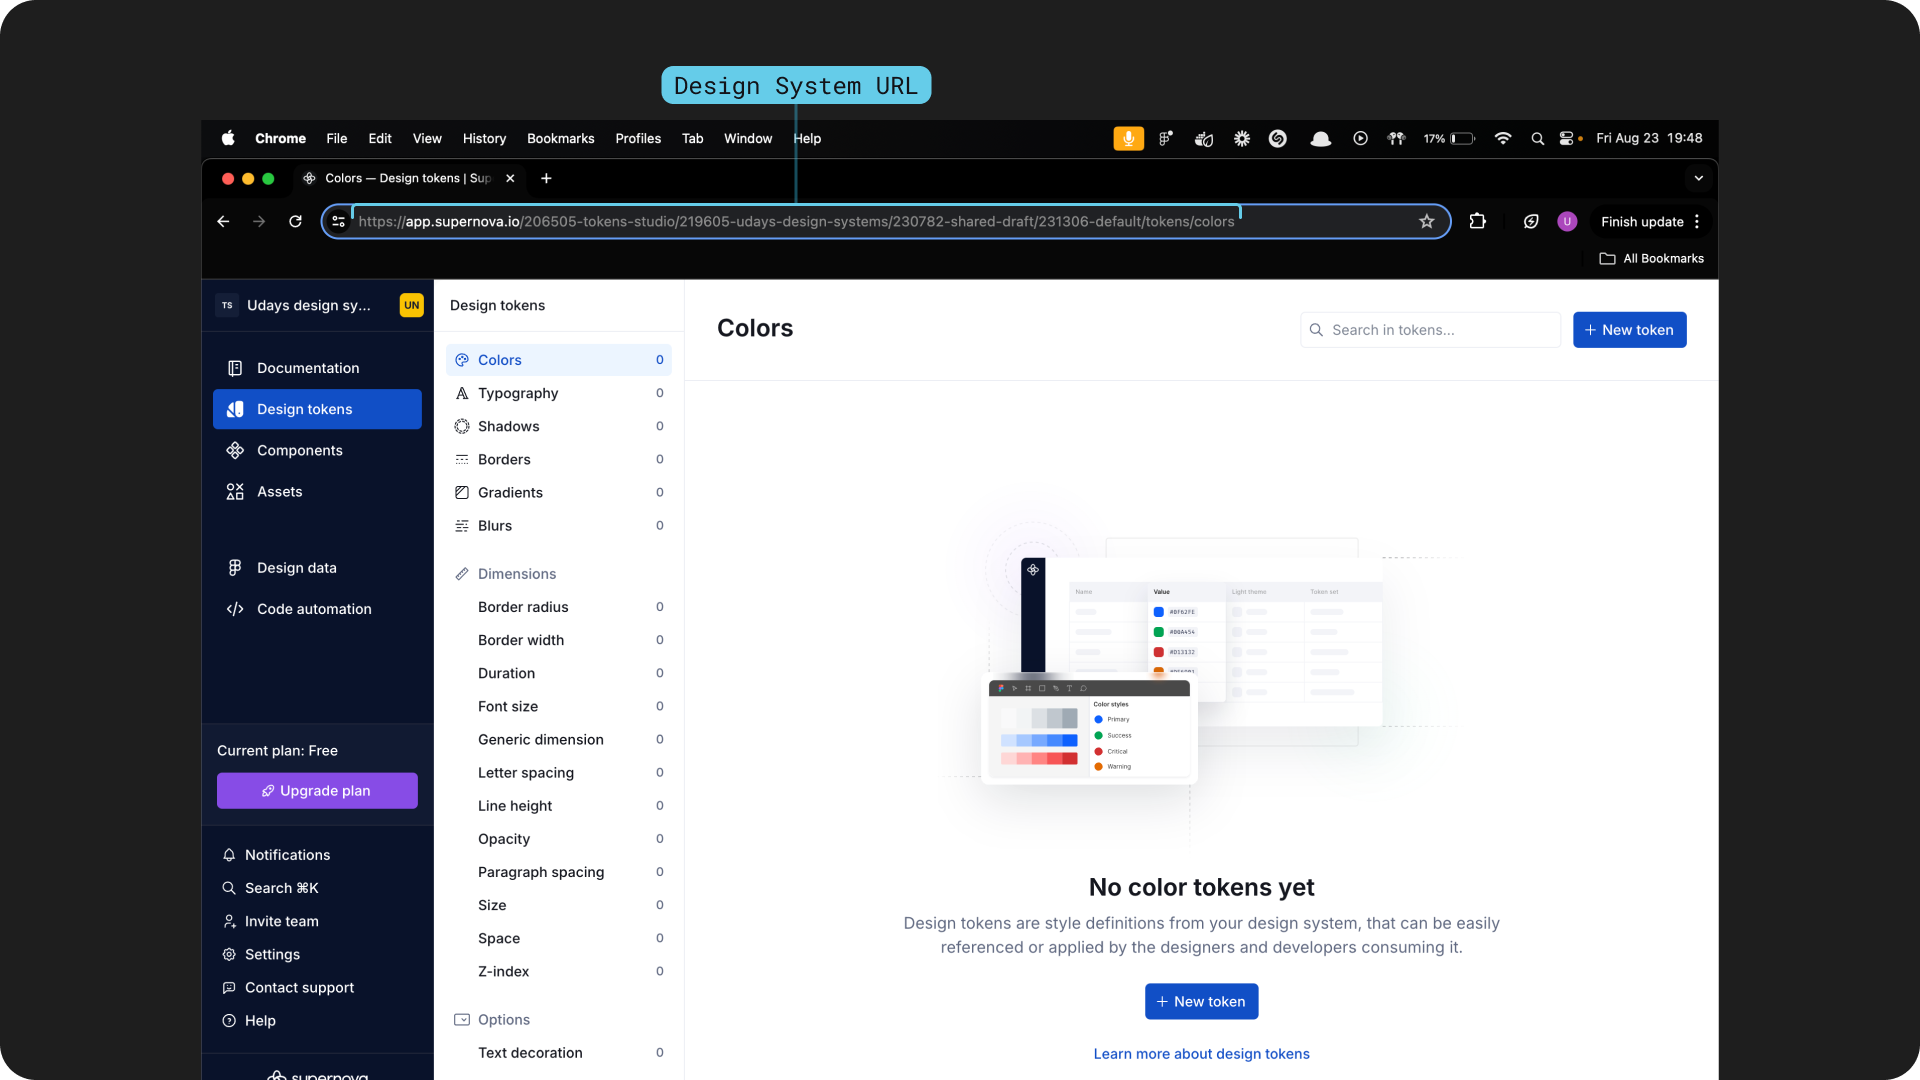 Design System URL
Chrome File Edit View History Bookmarks Profiles Tab Window Help
17% Fri Aug 23 19:48
Colors — Design tokens | Sup
https://app.supernova.io/206505-tokens-studio/219605-udays-design-systems/230782-shared-draft/231306-default/tokens/colors
U
Finish update
All Bookmarks
TS Udays design sy... UN
Documentation
Design tokens
Components
Assets
Design data
Code automation
Current plan: Free
Upgrade plan
Notifications
Search ⌘K
Invite team
Settings
Contact support
Help
supernova
Design tokens
Colors 0
Typography 0
Shadows 0
Borders 0
Gradients 0
Blurs 0
Dimensions
Border radius 0
Border width 0
Duration 0
Font size 0
Generic dimension 0
Letter spacing 0
Line height 0
Opacity 0
Paragraph spacing 0
Size 0
Space 0
Z-index 0
Options
Text decoration 0
Colors
Search in tokens...
+ New token
Name Value Light theme Token set
#0F62FE
#00A454
#D13132
Color styles
Primary
Success
Critical
Warning
No color tokens yet
Design tokens are style definitions from your design system, that can be easily
referenced or applied by the designers and developers consuming it.
+ New token
Learn more about design tokens